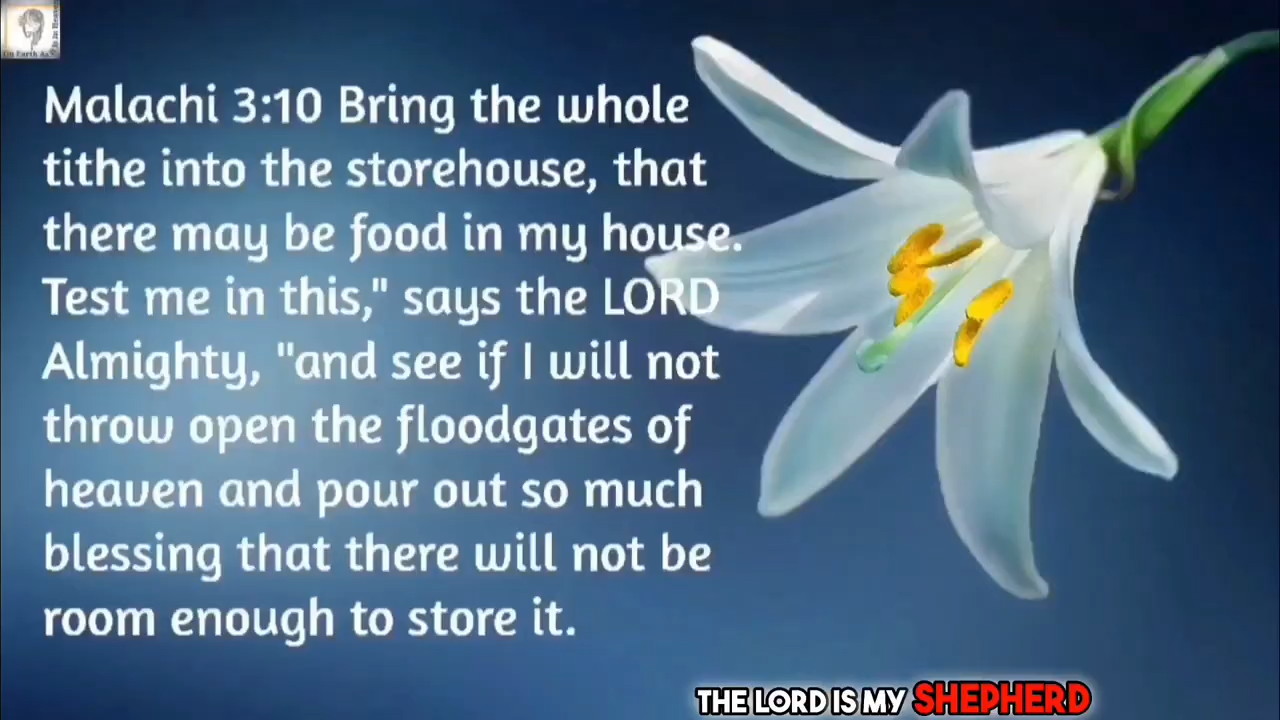 Malachi 3:10 Bring the whole
tithe into the storehouse, that
there may be food in my house.
Test me in this," says the LORD
Almighty, "and see if I will not
throw open the floodgates of
heaven and pour out so much
blessing that there will not be
room enough to store it.
THE LORD IS MY SHEPHERD